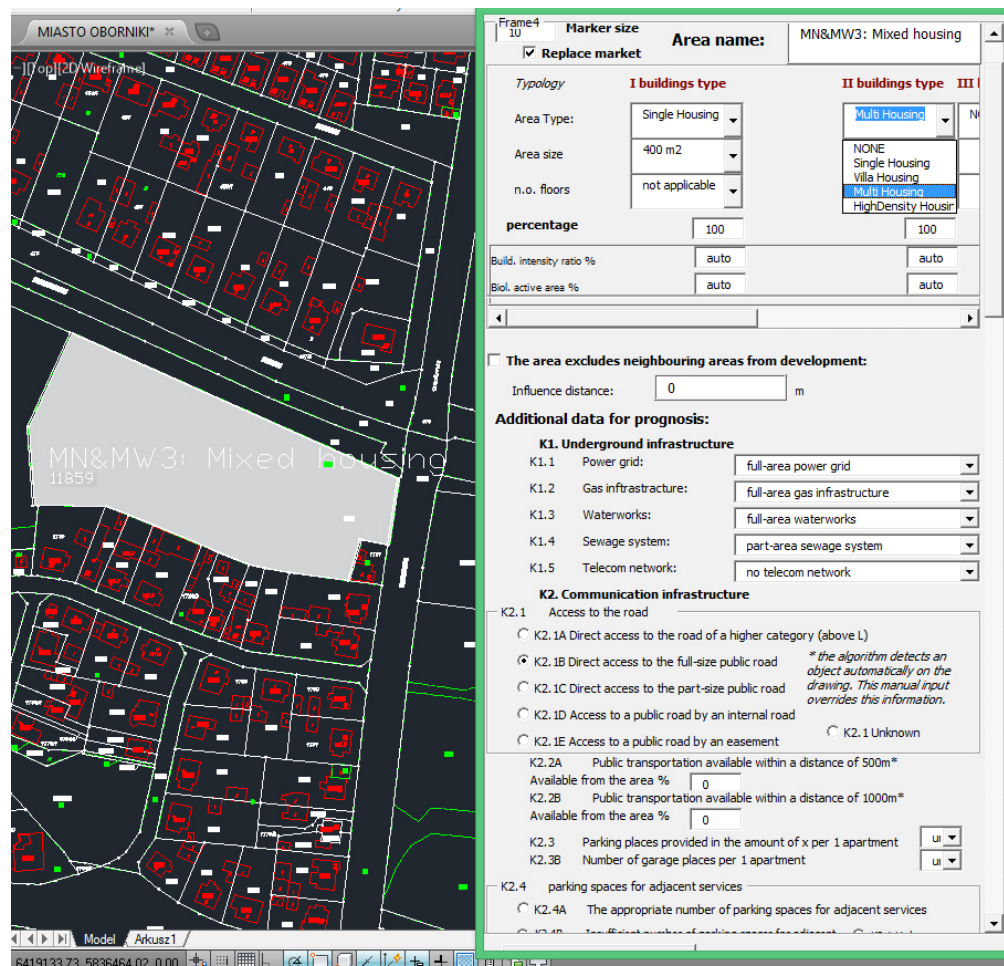 MIASTO OBORNIKI*
[Top][2D Wireframe]
MN&MW3: Mixed housing
11859
Model
Arkusz1
6419133.73, 5836464.02, 0.00
Frame4
10
Marker size
Replace market
Area name:
MN&MW3: Mixed housing
Typology
I buildings type
II buildings type
III
Area Type:
Single Housing
Multi Housing
Area size
400 m2
NONE
Single Housing
Villa Housing
Multi Housing
HighDensity Housin
n.o. floors
not applicable
percentage
100
100
Build. intensity ratio %
auto
auto
Biol. active area %
auto
auto
The area excludes neighbouring areas from development:
Influence distance:
0
m
Additional data for prognosis:
K1. Underground infrastructure
K1.1 Power grid:
full-area power grid
K1.2 Gas inftrastracture:
full-area gas infrastructure
K1.3 Waterworks:
full-area waterworks
K1.4 Sewage system:
part-area sewage system
K1.5 Telecom network:
no telecom network
K2. Communication infrastructure
K2.1 Access to the road
K2.1A Direct access to the road of a higher category (above L)
K2.1B Direct access to the full-size public road
K2.1C Direct access to the part-size public road
K2.1D Access to a public road by an internal road
K2.1E Access to a public road by an easement
* the algorithm detects an
object automatically on the
drawing. This manual input
overrides this information.
K2.1 Unknown
K2.2A Public transportation available within a distance of 500m*
Available from the area %
0
K2.2B Public transportation available within a distance of 1000m*
Available from the area %
0
K2.3 Parking places provided in the amount of x per 1 apartment
K2.3B Number of garage places per 1 apartment
K2.4 parking spaces for adjacent services
K2.4A The appropriate number of parking spaces for adjacent services